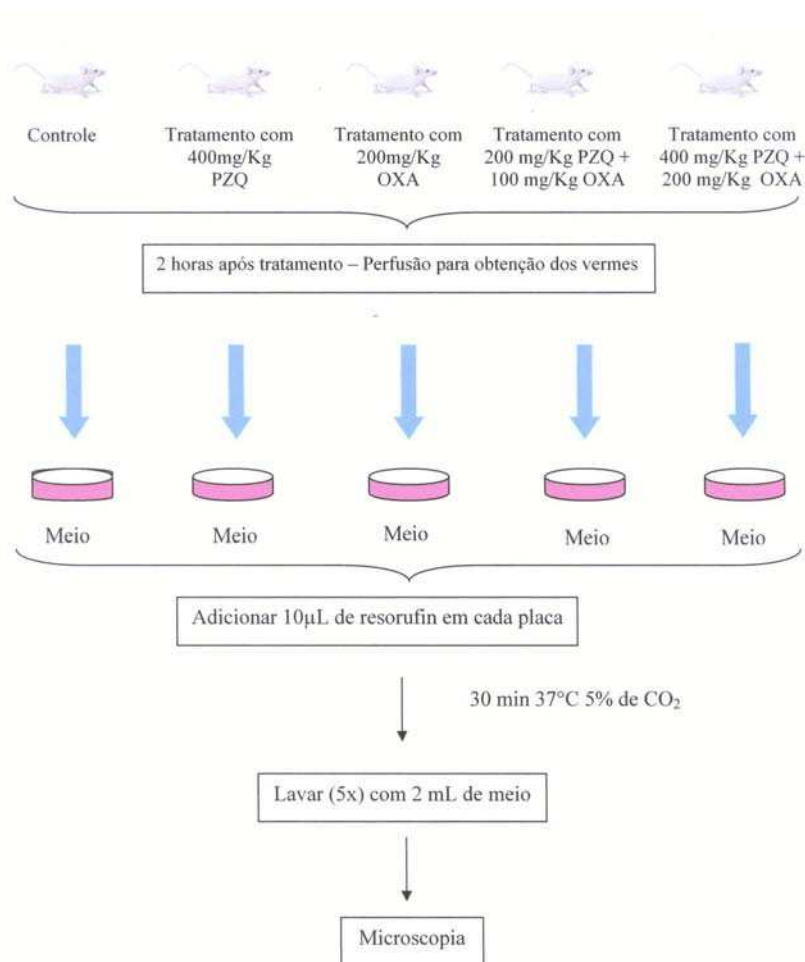 Controle
Tratamento com
400mg/Kg
PZQ
Tratamento com
200mg/Kg
OXA
Tratamento com
200 mg/Kg PZQ +
100 mg/Kg OXA
Tratamento com
400 mg/Kg PZQ +
200 mg/Kg OXA
2 horas após tratamento – Perfusão para obtenção dos vermes
Meio
Meio
Meio
Meio
Meio
Adicionar 10μL de resorufin em cada placa
30 min 37°C 5% de CO₂
Lavar (5x) com 2 mL de meio
Microscopia